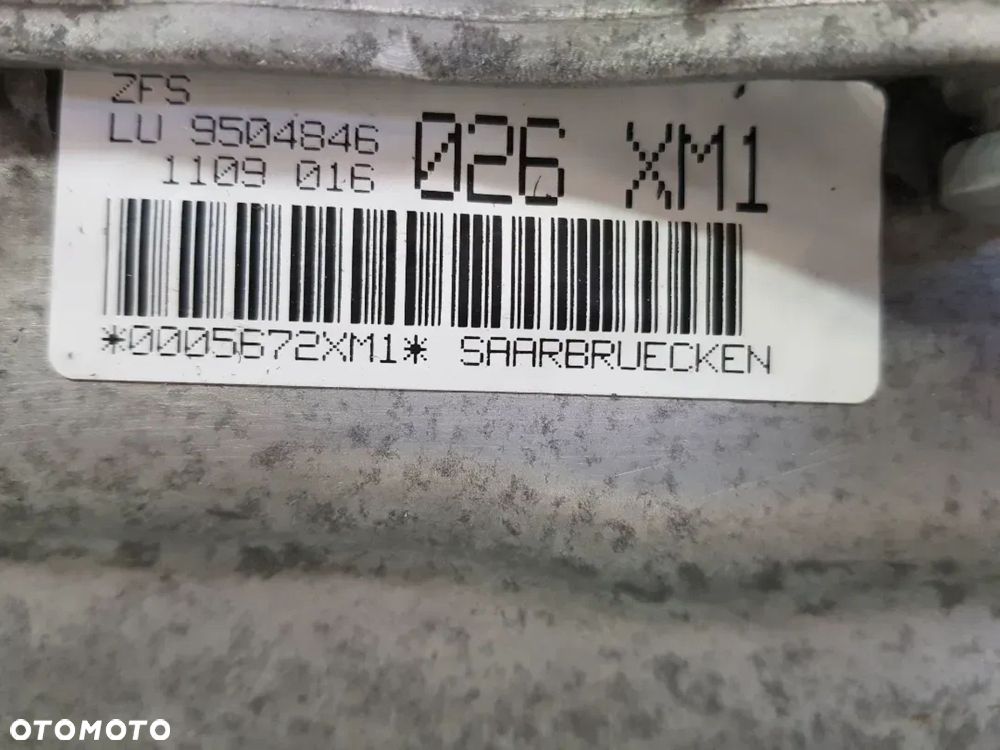 ZFS
LU 9504846 026 XM1
1109 016
*0005672XM1* SAARBRUECKEN
OTOMOTO